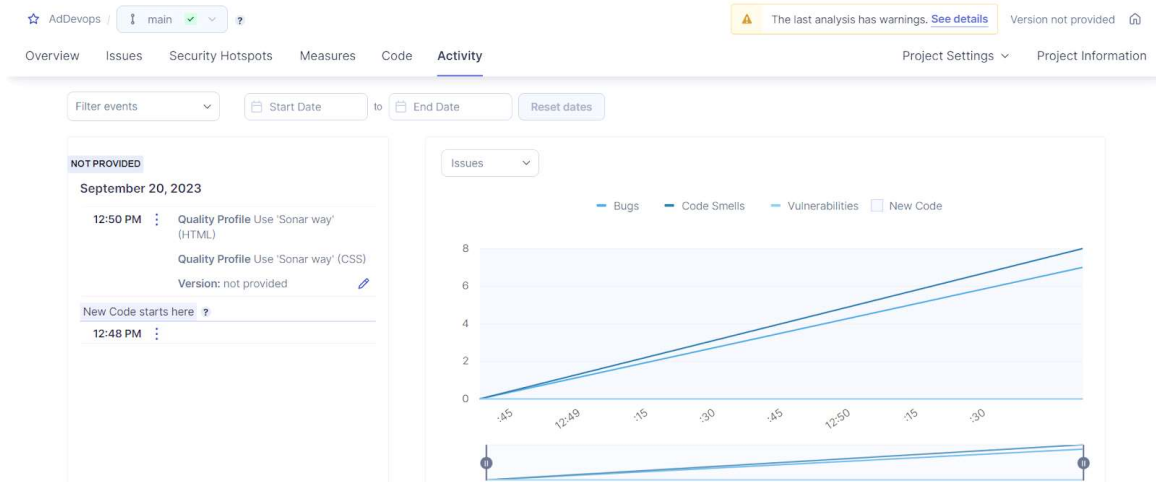 AdDevops / main ?
The last analysis has warnings. See details Version not provided
Overview Issues Security Hotspots Measures Code Activity Project Settings Project Information
Filter events Start Date to End Date Reset dates
NOT PROVIDED
September 20, 2023
12:50 PM Quality Profile Use 'Sonar way'
(HTML)
Quality Profile Use 'Sonar way' (CSS)
Version: not provided
New Code starts here ?
12:48 PM
Issues
Bugs Code Smells Vulnerabilities New Code
8
6
4
2
0
:45 12:49 :15 :30 :45 12:50 :15 :30